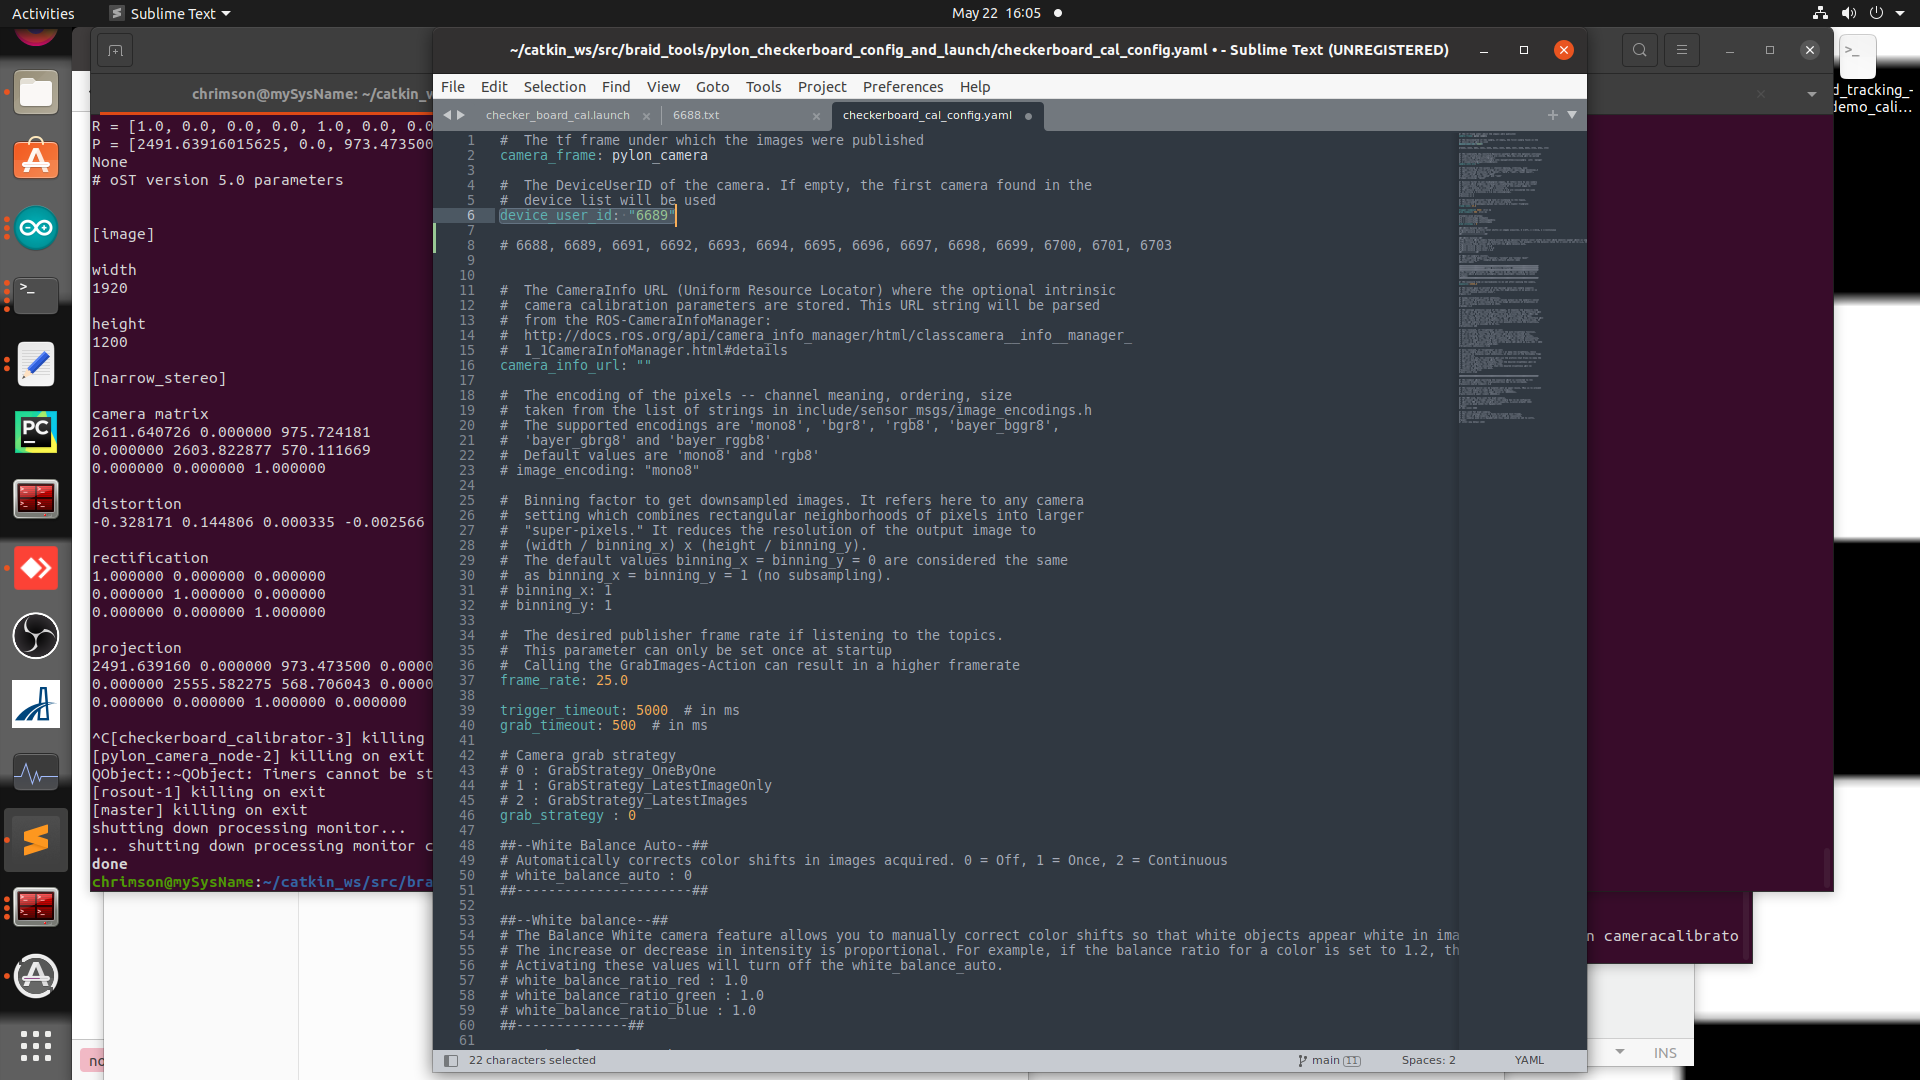 Activities
Sublime Text
May 22  16:05
~/catkin_ws/src/braid_tools/pylon_checkerboard_config_and_launch/checkerboard_cal_config.yaml • - Sublime Text (UNREGISTERED)
File Edit Selection Find View Goto Tools Project Preferences Help
checker_board_cal.launch
6688.txt
checkerboard_cal_config.yaml
chrimson@mySysName: ~/catkin_w
R = [1.0, 0.0, 0.0, 0.0, 1.0, 0.0, 0.0
P = [2491.63916015625, 0.0, 973.473500
None
# oST version 5.0 parameters
[image]
width
1920
height
1200
[narrow_stereo]
camera matrix
2611.640726 0.000000 975.724181
0.000000 2603.822877 570.111669
0.000000 0.000000 1.000000
distortion
-0.328171 0.144806 0.000335 -0.002566
rectification
1.000000 0.000000 0.000000
0.000000 1.000000 0.000000
0.000000 0.000000 1.000000
projection
2491.639160 0.000000 973.473500 0.0000
0.000000 2555.582275 568.706043 0.0000
0.000000 0.000000 1.000000 0.000000
^C[checkerboard_calibrator-3] killing
[pylon_camera_node-2] killing on exit
QObject::~QObject: Timers cannot be st
[rosout-1] killing on exit
[master] killing on exit
shutting down processing monitor...
... shutting down processing monitor c
done
chrimson@mySysName:~/catkin_ws/src/bra
1 #  The tf frame under which the images were published
2 camera_frame: pylon_camera
3
4 #  The DeviceUserID of the camera. If empty, the first camera found in the
5 #  device list will be used
6 device_user_id: "6689"
7
8 # 6688, 6689, 6691, 6692, 6693, 6694, 6695, 6696, 6697, 6698, 6699, 6700, 6701, 6703
9
10
11 #  The CameraInfo URL (Uniform Resource Locator) where the optional intrinsic
12 #  camera calibration parameters are stored. This URL string will be parsed
13 #  from the ROS-CameraInfoManager:
14 #  http://docs.ros.org/api/camera_info_manager/html/classcamera__info__manager_
15 #  1_1CameraInfoManager.html#details
16 camera_info_url: ""
17
18 #  The encoding of the pixels -- channel meaning, ordering, size
19 #  taken from the list of strings in include/sensor_msgs/image_encodings.h
20 #  The supported encodings are 'mono8', 'bgr8', 'rgb8', 'bayer_bggr8',
21 #  'bayer_gbrg8' and 'bayer_rggb8'
22 #  Default values are 'mono8' and 'rgb8'
23 # image_encoding: "mono8"
24
25 #  Binning factor to get downsampled images. It refers here to any camera
26 #  setting which combines rectangular neighborhoods of pixels into larger
27 #  "super-pixels." It reduces the resolution of the output image to
28 #  (width / binning_x) x (height / binning_y).
29 #  The default values binning_x = binning_y = 0 are considered the same
30 #  as binning_x = binning_y = 1 (no subsampling).
31 # binning_x: 1
32 # binning_y: 1
33
34 #  The desired publisher frame rate if listening to the topics.
35 #  This parameter can only be set once at startup
36 #  Calling the GrabImages-Action can result in a higher framerate
37 frame_rate: 25.0
38
39 trigger_timeout: 5000  # in ms
40 grab_timeout: 500  # in ms
41
42 # Camera grab strategy
43 # 0 : GrabStrategy_OneByOne
44 # 1 : GrabStrategy_LatestImageOnly
45 # 2 : GrabStrategy_LatestImages
46 grab_strategy : 0
47
48 ##--White Balance Auto--##
49 # Automatically corrects color shifts in images acquired. 0 = Off, 1 = Once, 2 = Continuous
50 # white_balance_auto : 0
51 ##----------------------##
52
53 ##--White balance--##
54 # The Balance White camera feature allows you to manually correct color shifts so that white objects appear white in ima
55 # The increase or decrease in intensity is proportional. For example, if the balance ratio for a color is set to 1.2, th
56 # Activating these values will turn off the white_balance_auto.
57 # white_balance_ratio_red : 1.0
58 # white_balance_ratio_green : 1.0
59 # white_balance_ratio_blue : 1.0
60 ##--------------##
61
22 characters selected
main 11
Spaces: 2
YAML
d_tracking_-
demo_cali...
n cameracalibrato
INS
no
PC